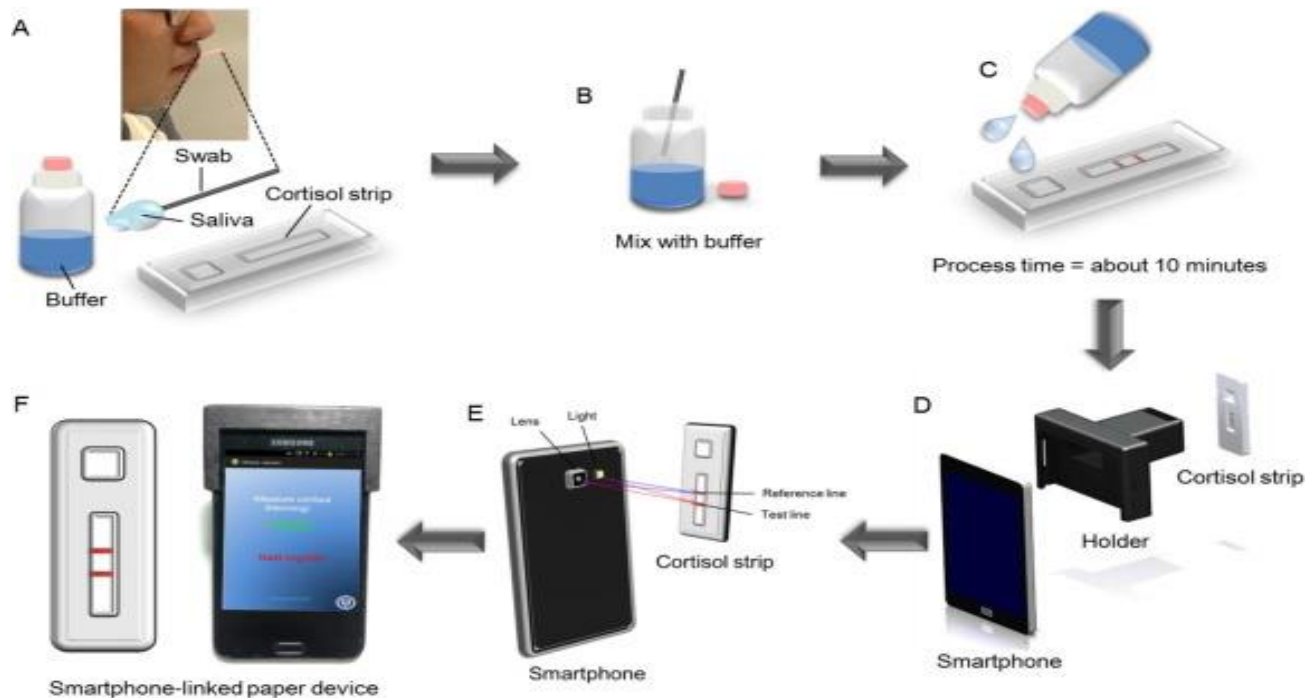 A
Swab
Cortisol strip
Saliva
Buffer
B
Mix with buffer
C
Process time = about 10 minutes
D
Cortisol strip
Holder
Smartphone
E
Lens
Light
Reference line
Test line
Cortisol strip
Smartphone
F
SAMSUNG
Smartphone-linked paper device